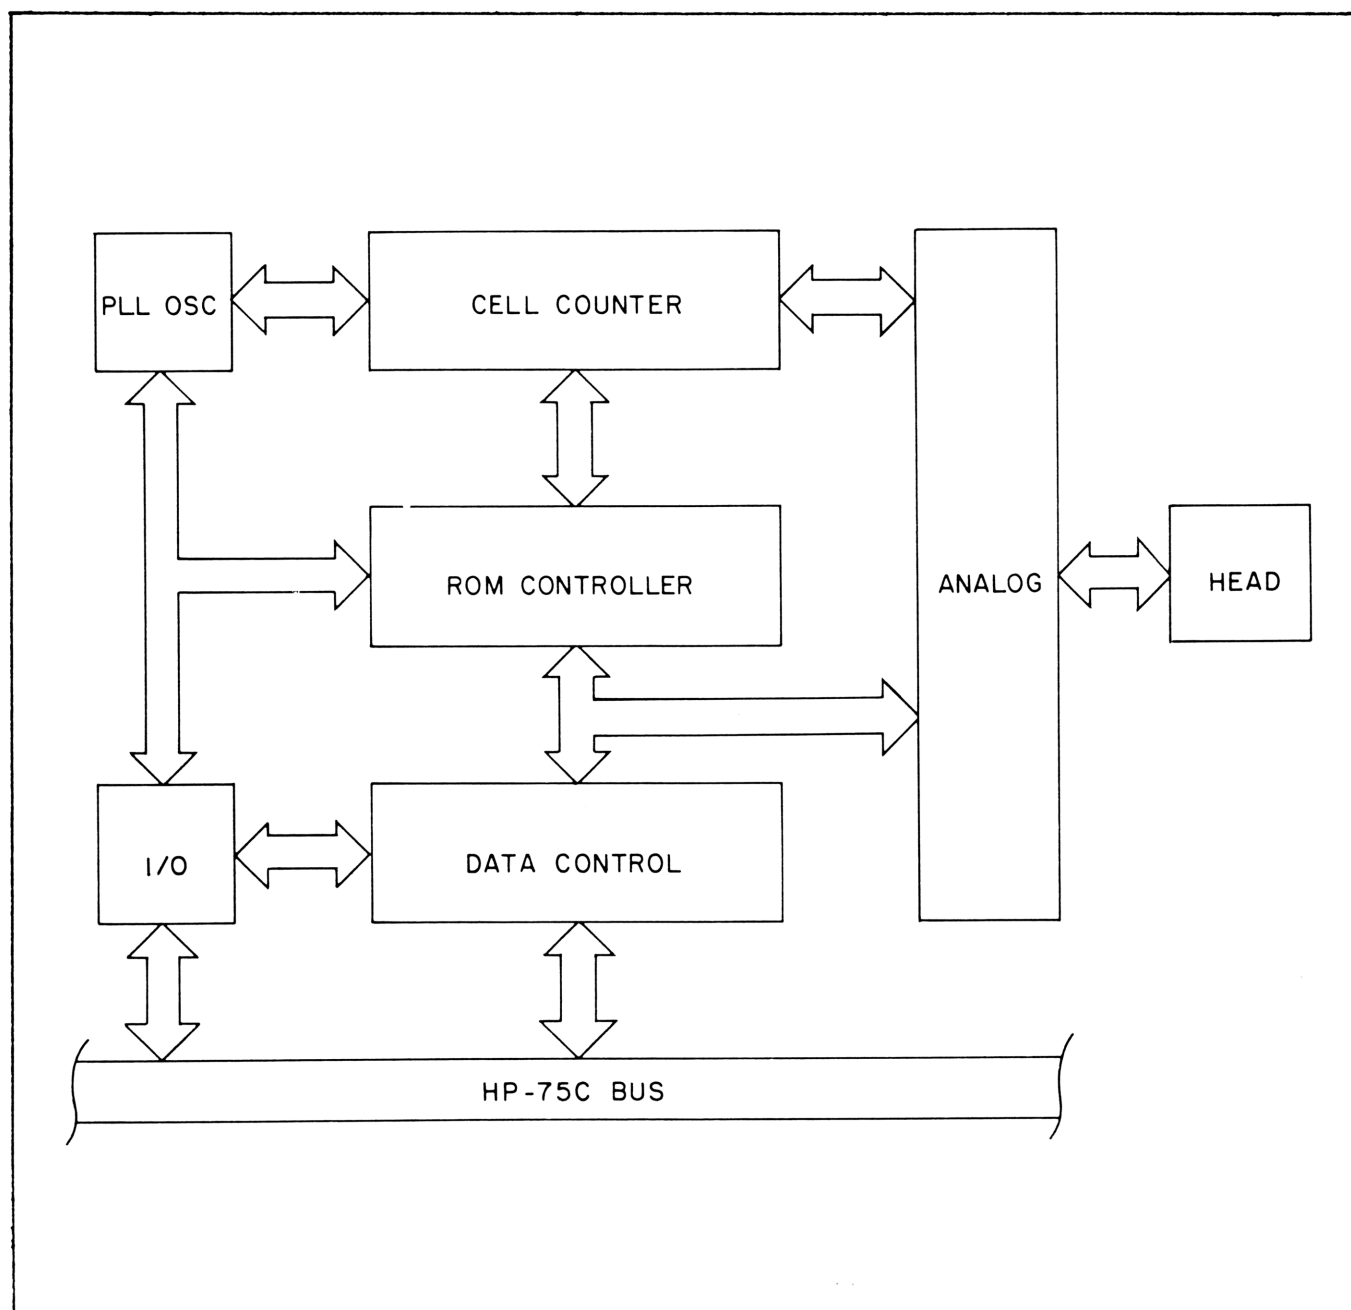 PLL OSC
CELL COUNTER
ROM CONTROLLER
ANALOG
HEAD
I/O
DATA CONTROL
HP-75C BUS